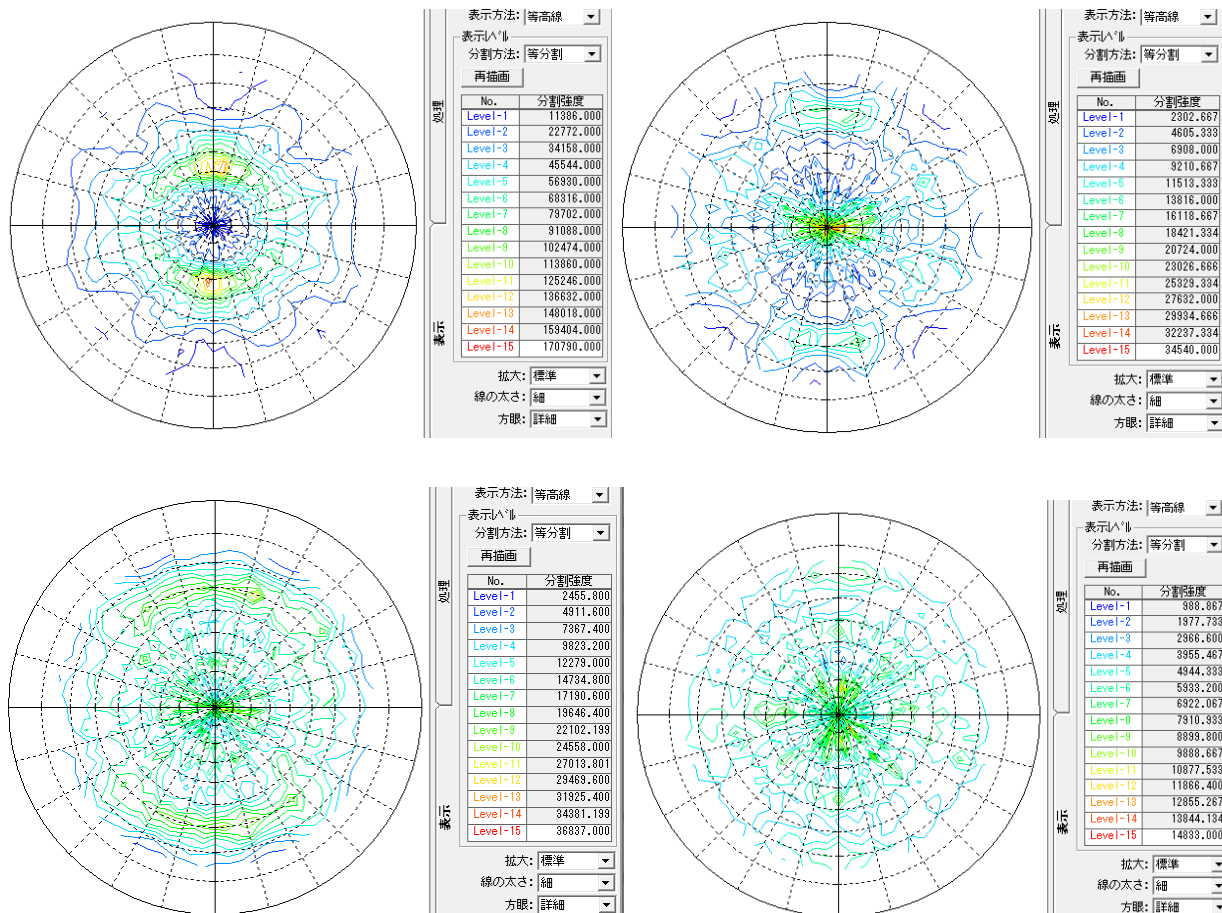 表示方法: 等高線
表示レベル
分割方法: 等分割
再描画
処理
No. 分割強度
Level-1 11386.000
Level-2 22772.000
Level-3 34158.000
Level-4 45544.000
Level-5 56930.000
Level-6 68316.000
Level-7 79702.000
Level-8 91088.000
Level-9 102474.000
Level-10 113860.000
Level-11 125246.000
Level-12 136632.000
Level-13 148018.000
Level-14 159404.000
Level-15 170790.000
表示
拡大: 標準
線の太さ: 細
方眼: 詳細
表示方法: 等高線
表示レベル
分割方法: 等分割
再描画
処理
No. 分割強度
Level-1 2302.667
Level-2 4605.333
Level-3 6908.000
Level-4 9210.667
Level-5 11513.333
Level-6 13816.000
Level-7 16118.667
Level-8 18421.334
Level-9 20724.000
Level-10 23026.666
Level-11 25329.334
Level-12 27632.000
Level-13 29934.666
Level-14 32237.334
Level-15 34540.000
表示
拡大: 標準
線の太さ: 細
方眼: 詳細
表示方法: 等高線
表示レベル
分割方法: 等分割
再描画
処理
No. 分割強度
Level-1 2455.800
Level-2 4911.600
Level-3 7367.400
Level-4 9823.200
Level-5 12279.000
Level-6 14734.800
Level-7 17190.600
Level-8 19646.400
Level-9 22102.199
Level-10 24558.000
Level-11 27013.801
Level-12 29469.600
Level-13 31925.400
Level-14 34381.199
Level-15 36837.000
表示
拡大: 標準
線の太さ: 細
方眼: 詳細
表示方法: 等高線
表示レベル
分割方法: 等分割
再描画
処理
No. 分割強度
Level-1 988.867
Level-2 1977.733
Level-3 2966.600
Level-4 3955.467
Level-5 4944.333
Level-6 5933.200
Level-7 6922.067
Level-8 7910.933
Level-9 8899.800
Level-10 9888.667
Level-11 10877.533
Level-12 11866.400
Level-13 12855.267
Level-14 13844.134
Level-15 14833.000
表示
拡大: 標準
線の太さ: 細
方眼: 詳細